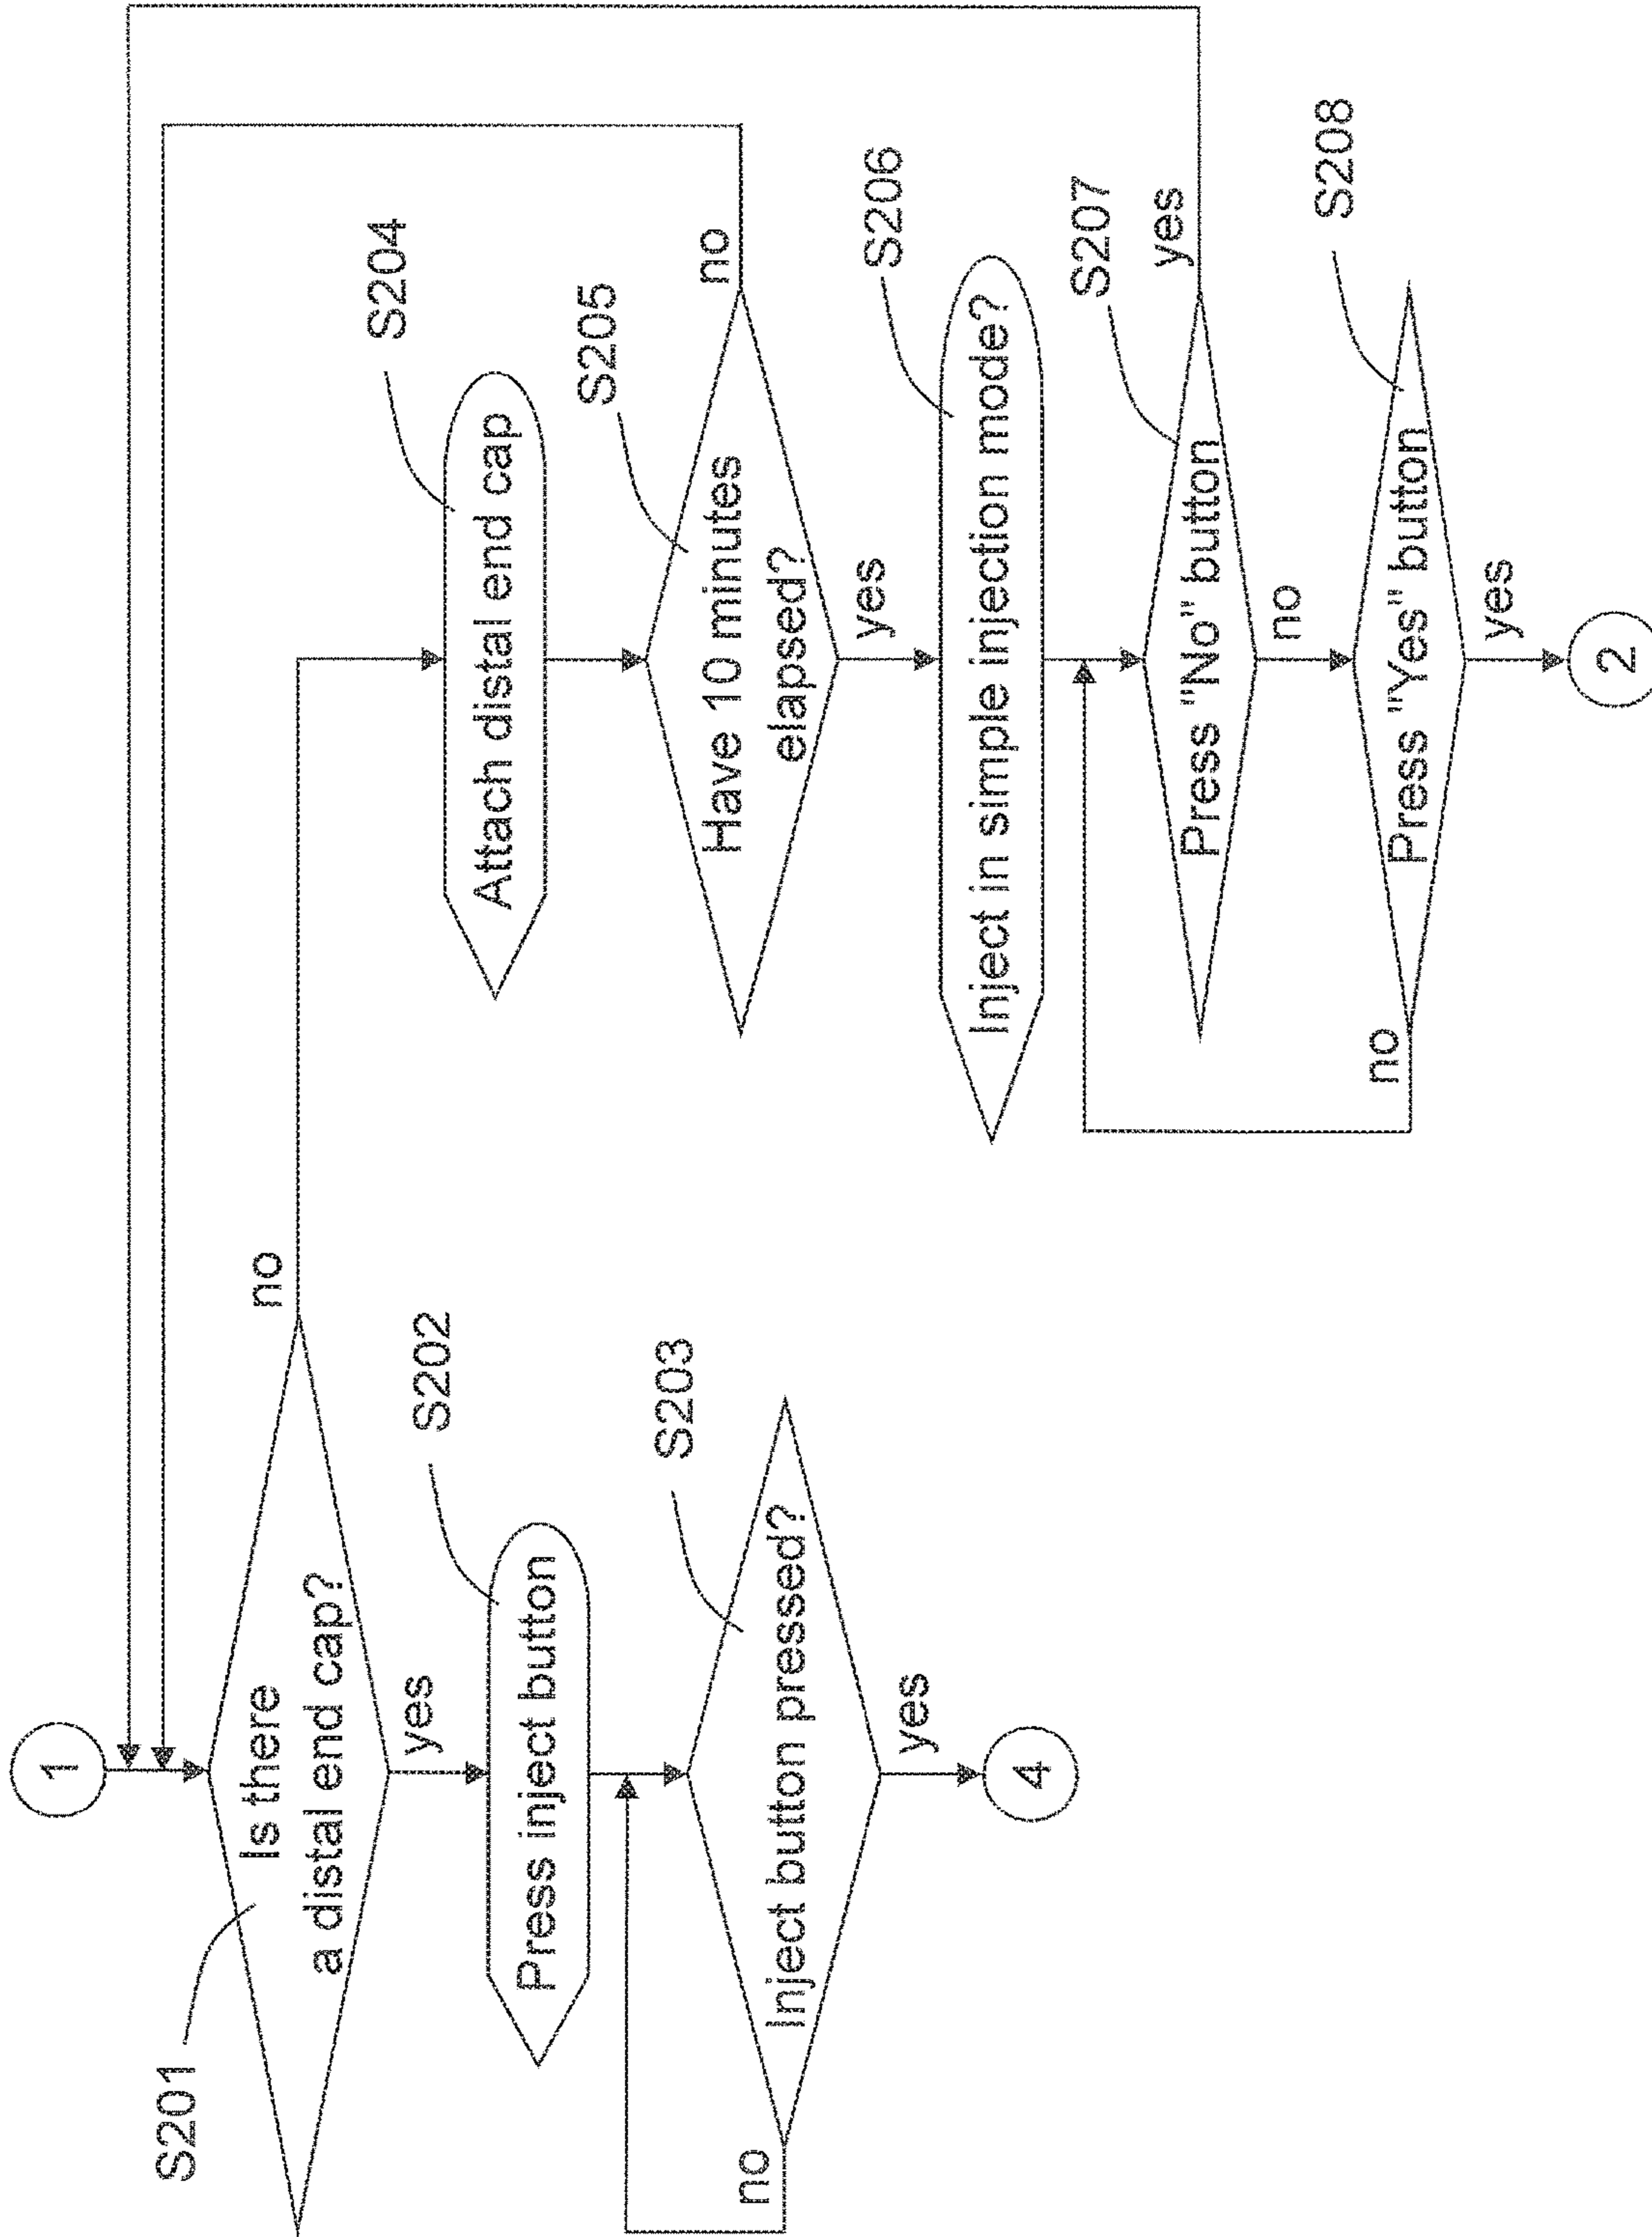 1
S201
Is there
a distal end cap?
no
yes
S202
Press inject button
S203
Inject button pressed?
no
yes
4
S204
Attach distal end cap
S205
Have 10 minutes
elapsed?
no
yes
S206
Inject in simple injection mode?
S207
Press "No" button
yes
no
S208
Press "Yes" button
no
yes
2